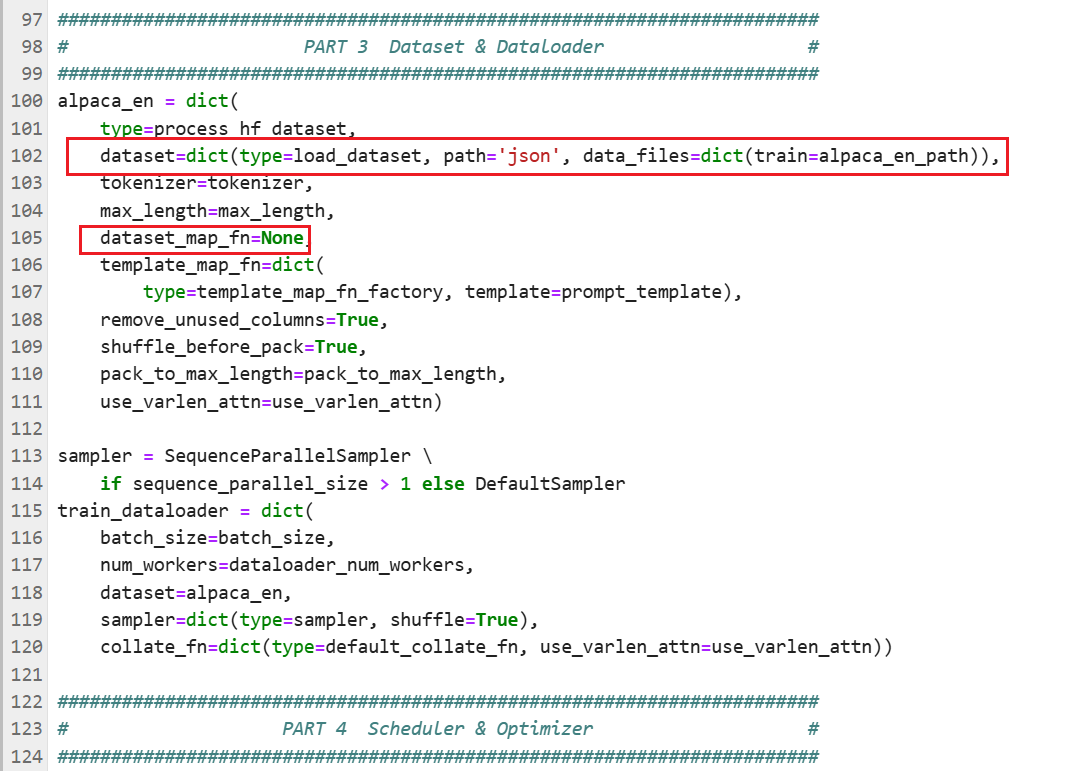 97 ######################################################################
98 # PART 3 Dataset & Dataloader #
99 ######################################################################
100 alpaca_en = dict(
101 type=process_hf_dataset,
102 dataset=dict(type=load_dataset, path='json', data_files=dict(train=alpaca_en_path)),
103 tokenizer=tokenizer,
104 max_length=max_length,
105 dataset_map_fn=None,
106 template_map_fn=dict(
107 type=template_map_fn_factory, template=prompt_template),
108 remove_unused_columns=True,
109 shuffle_before_pack=True,
110 pack_to_max_length=pack_to_max_length,
111 use_varlen_attn=use_varlen_attn)
112
113 sampler = SequenceParallelSampler \
114 if sequence_parallel_size > 1 else DefaultSampler
115 train_dataloader = dict(
116 batch_size=batch_size,
117 num_workers=dataloader_num_workers,
118 dataset=alpaca_en,
119 sampler=dict(type=sampler, shuffle=True),
120 collate_fn=dict(type=default_collate_fn, use_varlen_attn=use_varlen_attn))
121
122 ######################################################################
123 # PART 4 Scheduler & Optimizer #
124 ######################################################################